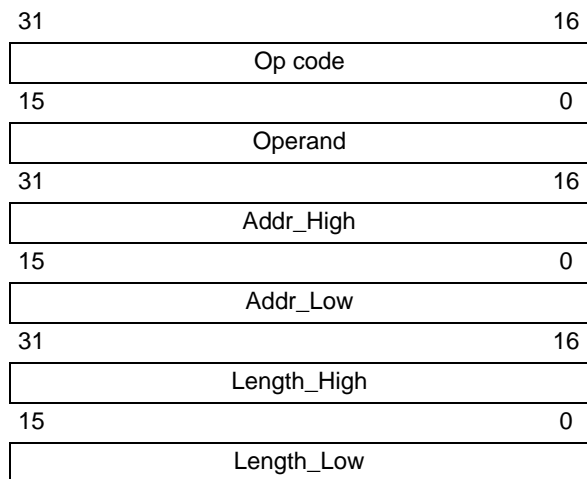 31 16
Op code
15 0
Operand
31 16
Addr_High
15 0
Addr_Low
31 16
Length_High
15 0
Length_Low